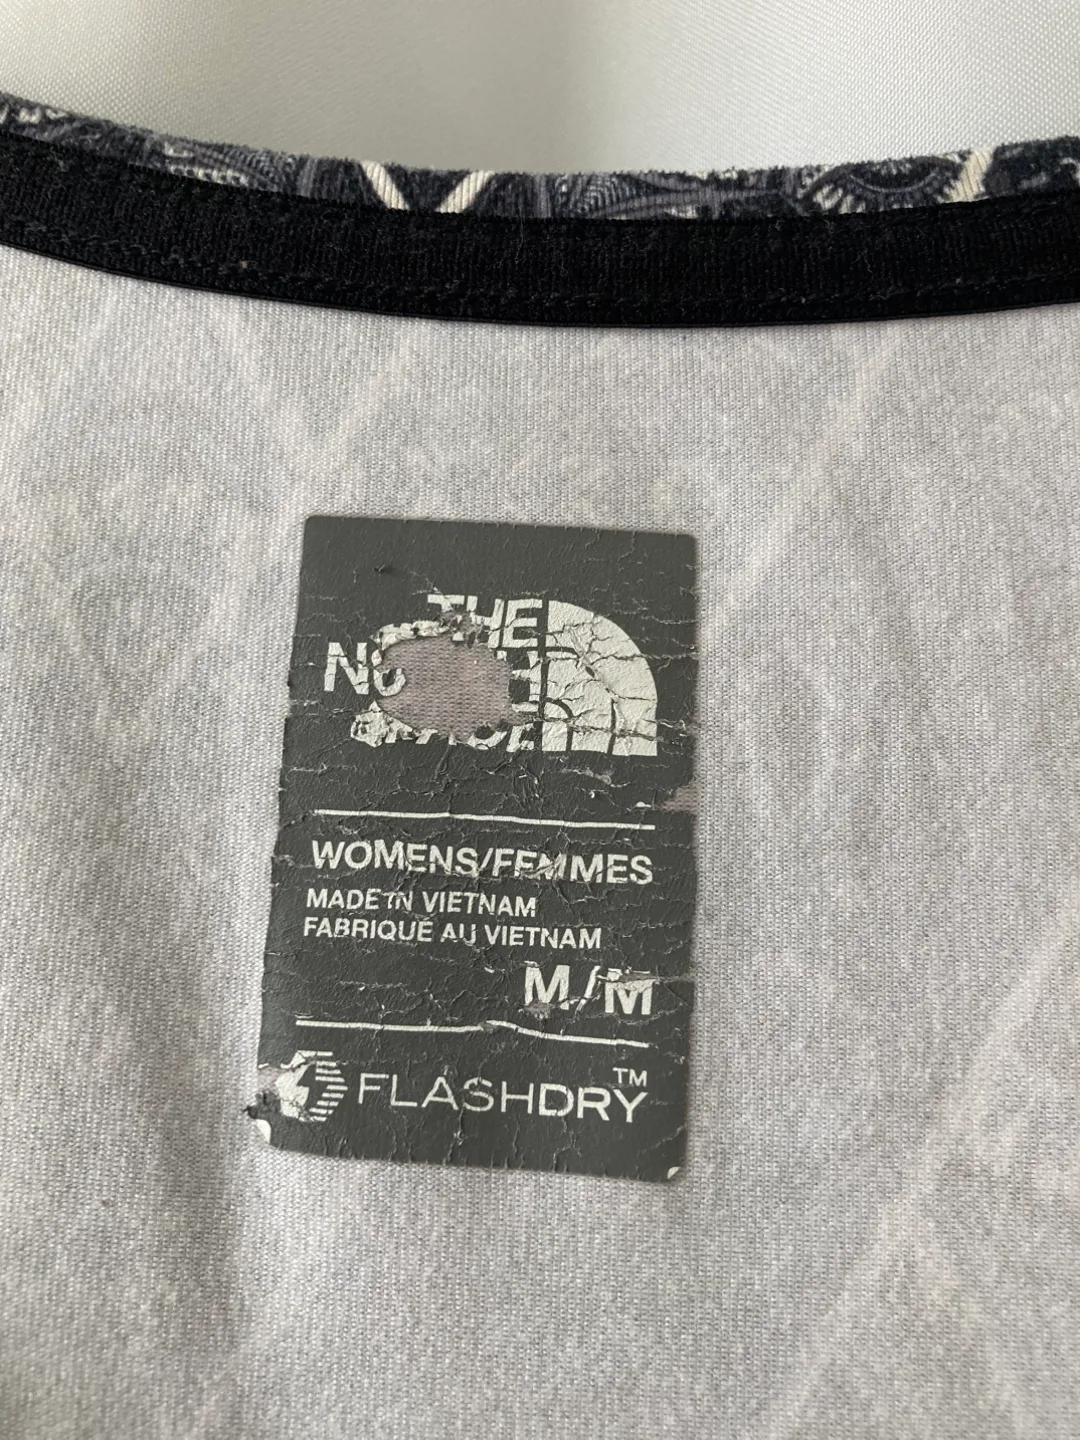 THE
WOMENS/FEMMES
MADE IN VIETNAM
FABRIQUÉ AU VIETNAM
M/M
FLASHDRY™